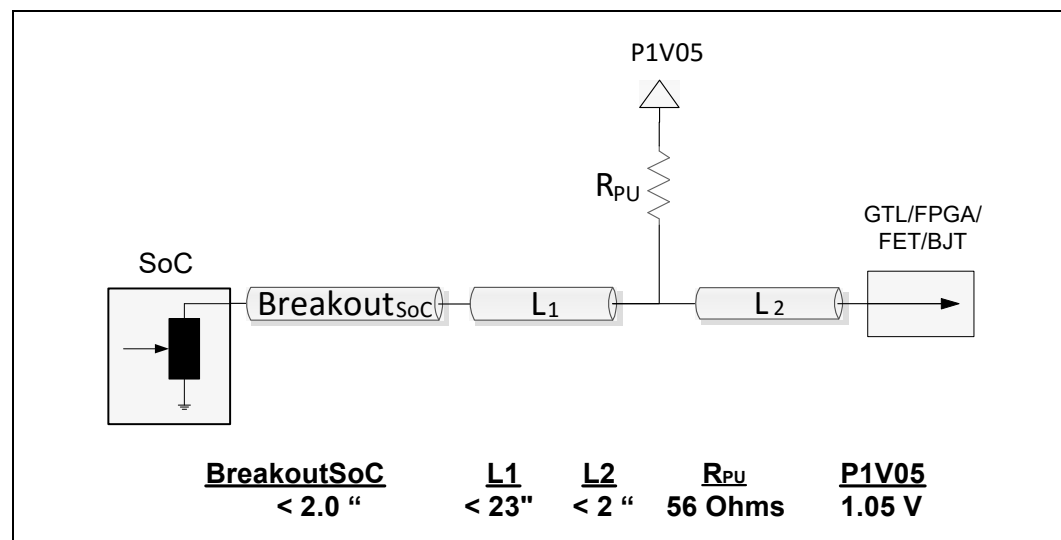 P1V05
RPU
GTL/FPGA/
FET/BJT
SoC
BreakoutSoC
L1
L2
BreakoutSoC L1 L2 RPU P1V05
< 2.0 “ < 23" < 2 “ 56 Ohms 1.05 V